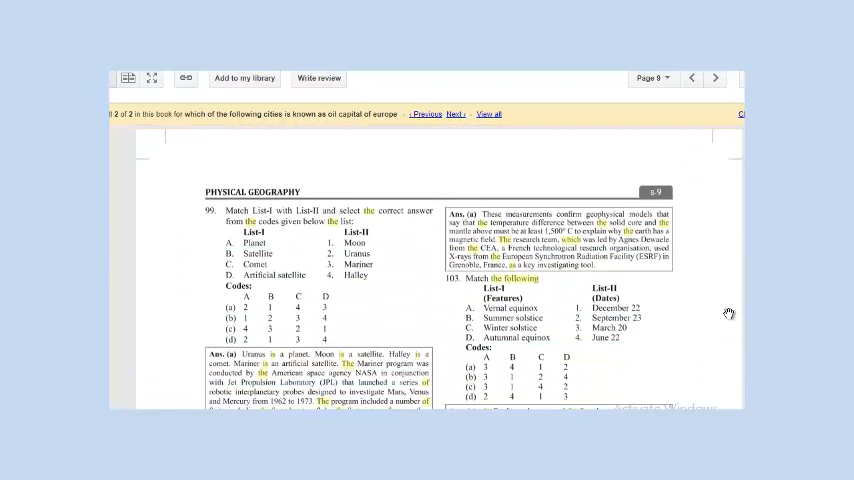 Add to my library
Write review
Page 9
ll 2 of 2 in this book for which of the following cities is known as oil capital of europe - ‹ Previous Next › - View all
PHYSICAL GEOGRAPHY
B-9
99. Match List-I with List-II and select the correct answer
from the codes given below the list:
List-I List-II
A. Planet 1. Moon
B. Satellite 2. Uranus
C. Comet 3. Mariner
D. Artificial satellite 4. Halley
Codes:
A B C D
(a) 2 1 4 3
(b) 1 2 3 4
(c) 4 3 2 1
(d) 2 1 3 4
Ans. (a) Uranus is a planet. Moon is a satellite. Halley is a
comet. Mariner is an artificial satellite. The Mariner program was
conducted by the American space agency NASA in conjunction
with Jet Propulsion Laboratory (JPL) that launched a series of
robotic interplanetary probes designed to investigate Mars, Venus
and Mercury from 1962 to 1973. The program included a number of
Ans. (a) These measurements confirm geophysical models that
say that the temperature difference between the solid core and the
mantle above must be at least 1,500° C to explain why the earth has a
magnetic field. The research team, which was led by Agnes Dewaele
from the CEA, a French technological research organisation, used
X-rays from the European Synchrotron Radiation Facility (ESRF) in
Grenoble, France, as a key investigating tool.
103. Match the following
List-I List-II
(Features) (Dates)
A. Vernal equinox 1. December 22
B. Summer solstice 2. September 23
C. Winter solstice 3. March 20
D. Autumnal equinox 4. June 22
Codes:
A B C D
(a) 3 4 1 2
(b) 3 1 2 4
(c) 3 1 4 2
(d) 2 4 1 3
Activate Windows